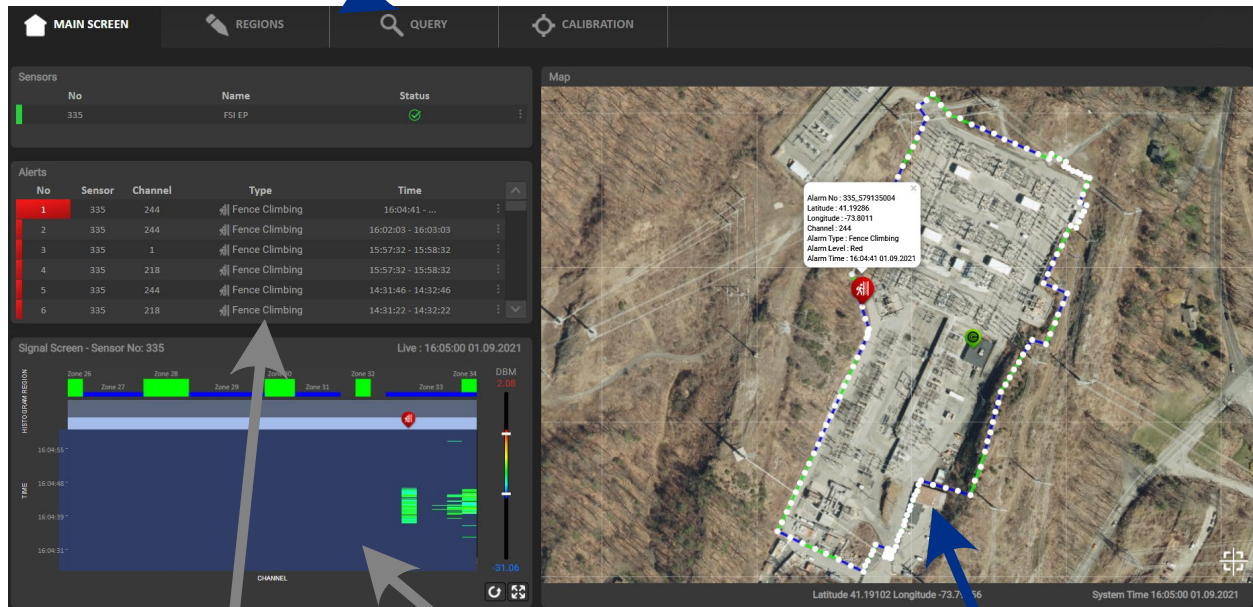 MAIN SCREEN
REGIONS
QUERY
CALIBRATION
Sensors
No Name Status
335 FSI EP
Alerts
No Sensor Channel Type Time
1 335 244 Fence Climbing 16:04:41 - ...
2 335 244 Fence Climbing 16:02:03 - 16:03:03
3 335 1 Fence Climbing 15:57:32 - 15:58:32
4 335 218 Fence Climbing 15:57:32 - 15:58:32
5 335 244 Fence Climbing 14:31:46 - 14:32:46
6 335 218 Fence Climbing 14:31:22 - 14:32:22
Signal Screen - Sensor No: 335 Live : 16:05:00 01.09.2021
Zone 26 Zone 28 Zone 32 Zone 34
Zone 27 Zone 29 Zone 31 Zone 33
DBM
2.08
HISTOGRAM REGION
TIME
16:04:55
16:04:48
16:04:39
16:04:31
CHANNEL
-31.06
Map
Alarm No : 335_579135004
Latitude : 41.19286
Longitude : -73.8011
Channel : 244
Alarm Type : Fence Climbing
Alarm Level : Red
Alarm Time : 16:04:41 01.09.2021
Latitude 41.19102 Longitude
System Time 16:05:00 01.09.2021